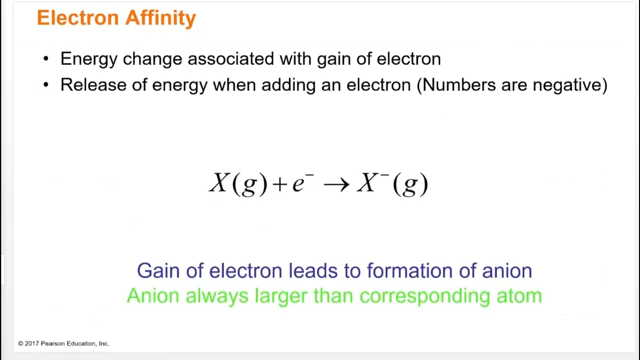 Electron Affinity
• Energy change associated with gain of electron
• Release of energy when adding an electron (Numbers are negative)
X(g) + e⁻ → X⁻(g)
Gain of electron leads to formation of anion
Anion always larger than corresponding atom
© 2017 Pearson Education, Inc.